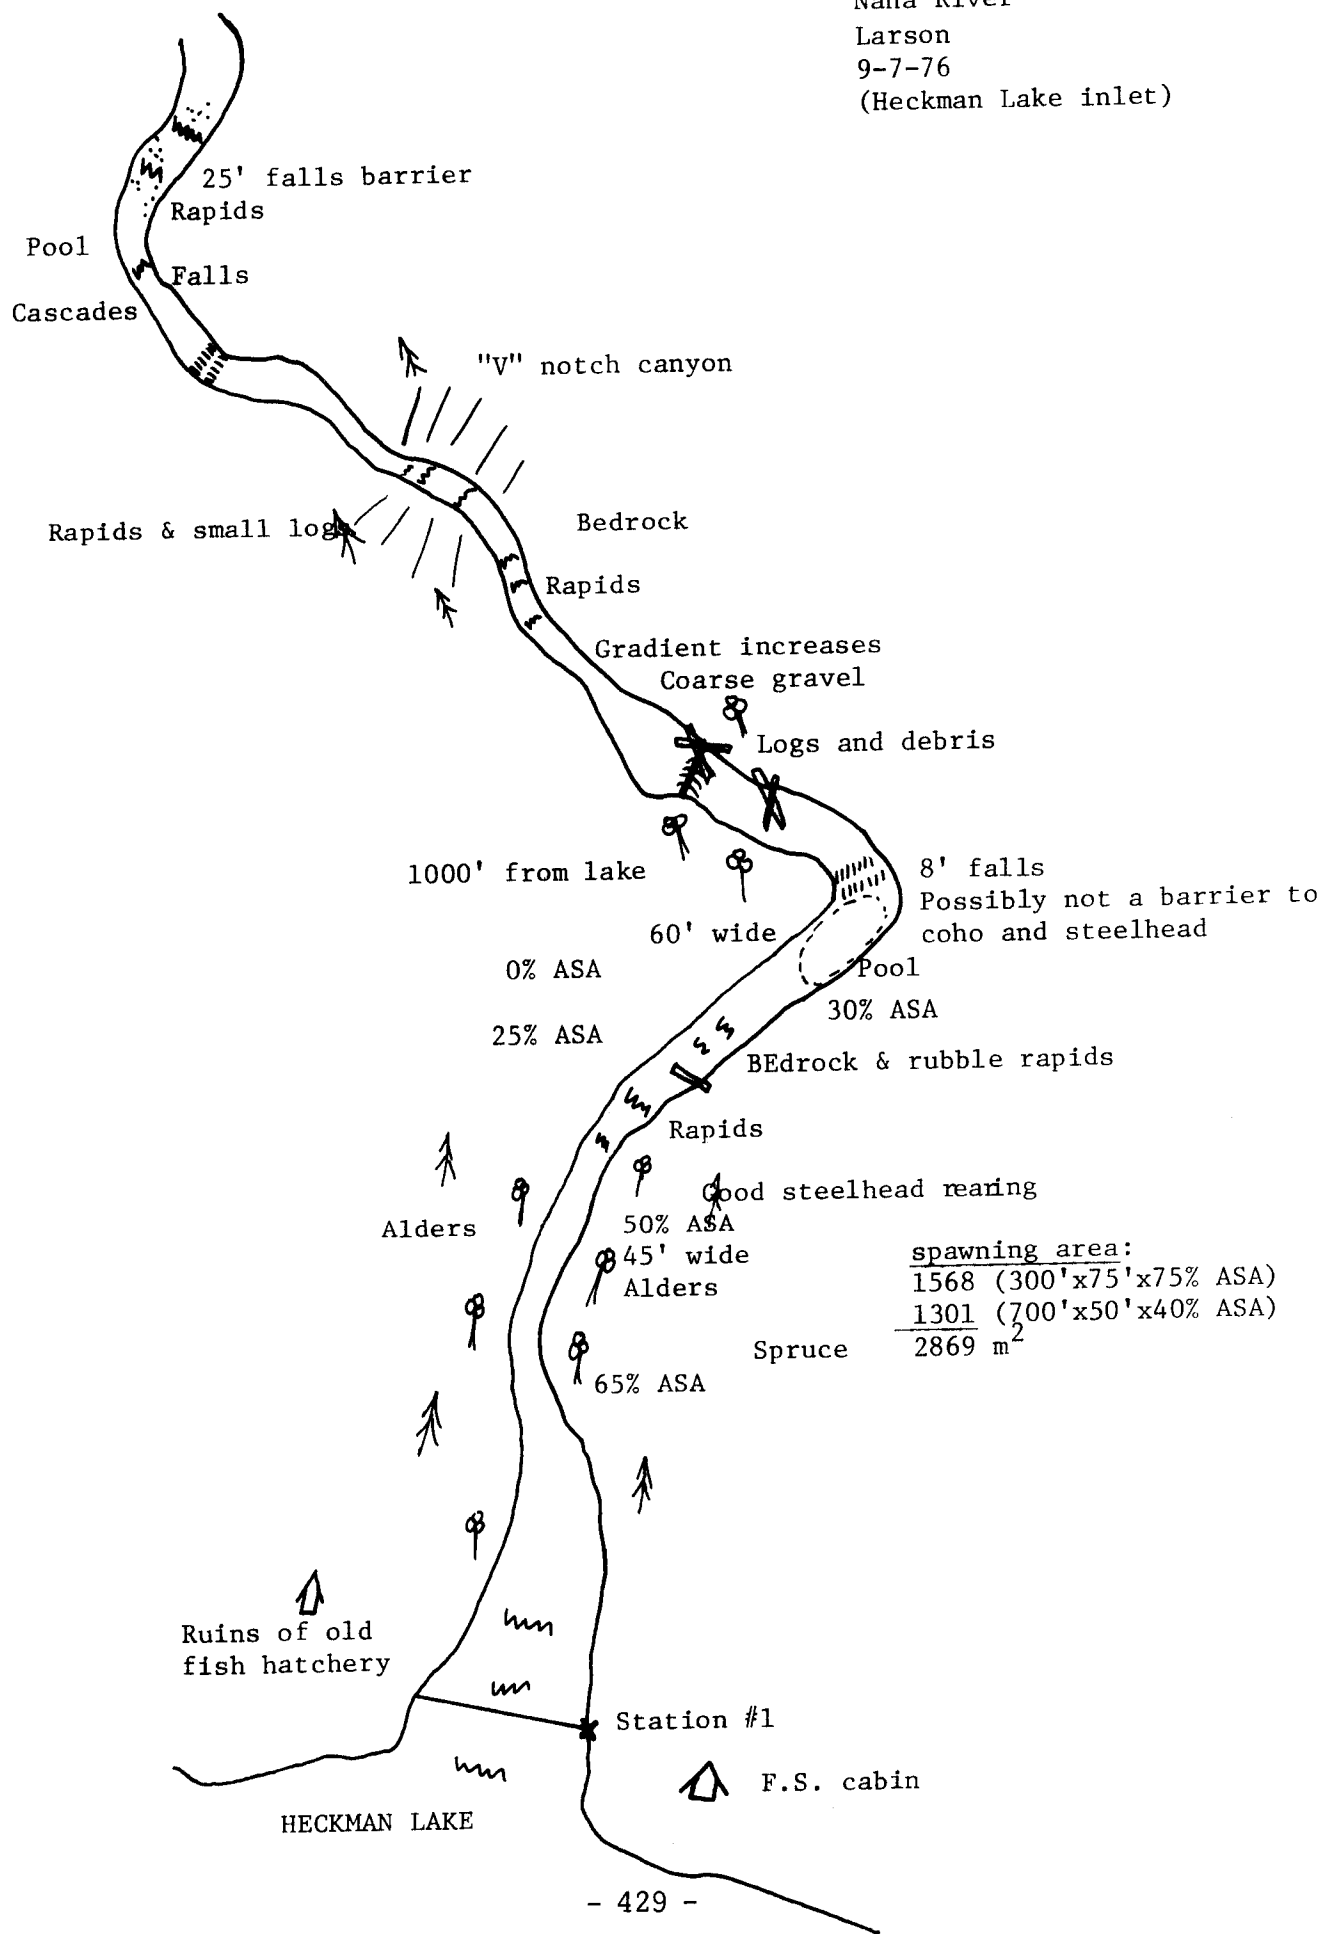 Naha River
Larson
9-7-76
(Heckman Lake inlet)
25' falls barrier
Rapids
Pool
Falls
Cascades
"V" notch canyon
Rapids & small logs
Bedrock
Rapids
Gradient increases
Coarse gravel
Logs and debris
1000' from lake
8' falls
Possibly not a barrier to
coho and steelhead
60' wide
0% ASA
Pool
30% ASA
25% ASA
BEdrock & rubble rapids
Rapids
Good steelhead rearing
Alders
50% ASA
45' wide
Alders
spawning area:
1568 (300'x75'x75% ASA)
1301 (700'x50'x40% ASA)
2869 m²
Spruce
65% ASA
Ruins of old
fish hatchery
Station #1
F.S. cabin
HECKMAN LAKE
- 429 -